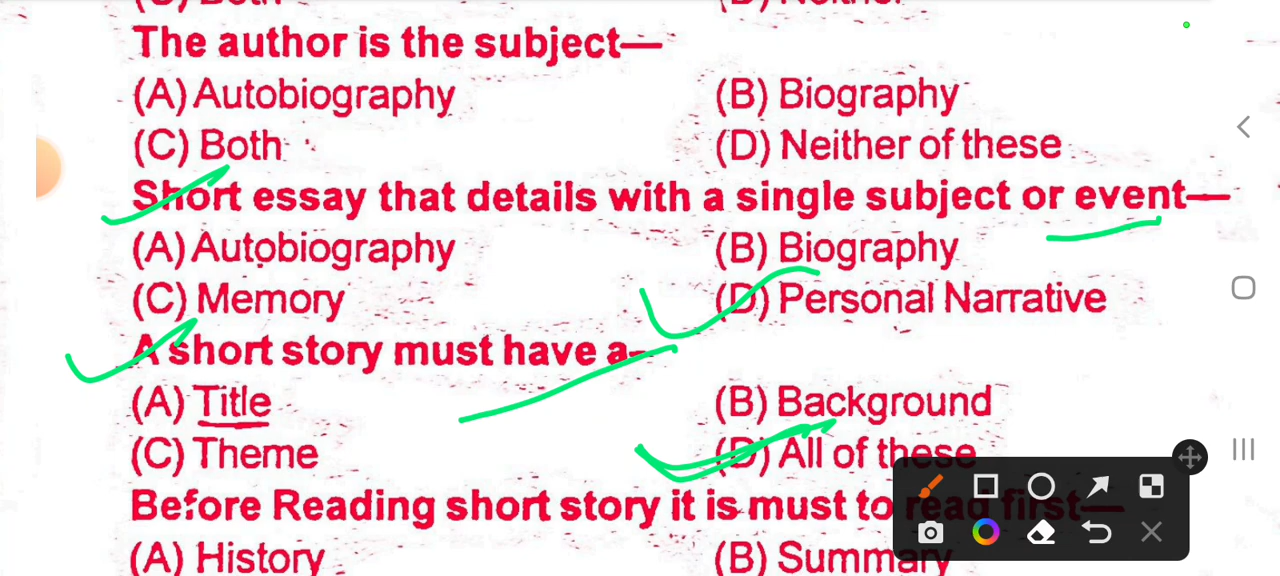 The author is the subject—
(A) Autobiography (B) Biography
(C) Both (D) Neither of these
Short essay that details with a single subject or event—
(A) Autobiography (B) Biography
(C) Memory (D) Personal Narrative
A short story must have a—
(A) Title (B) Background
(C) Theme (D) All of these
Before Reading short story it is must to read first—
(A) History (B) Summary